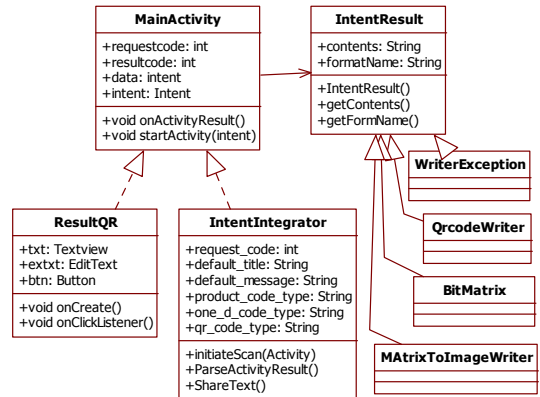 MainActivity
+requestcode: int
+resultcode: int
+data: intent
+intent: Intent
+void onActivityResult()
+void startActivity(intent)
IntentResult
+contents: String
+formatName: String
+IntentResult()
+getContents()
+getFormName()
WriterException
QrcodeWriter
BitMatrix
MAtrixToImageWriter
ResultQR
+txt: Textview
+extxt: EditText
+btn: Button
+void onCreate()
+void onClickListener()
IntentIntegrator
+request_code: int
+default_title: String
+default_message: String
+product_code_type: String
+one_d_code_type: String
+qr_code_type: String
+initiateScan(Activity)
+ParseActivityResult()
+ShareText()